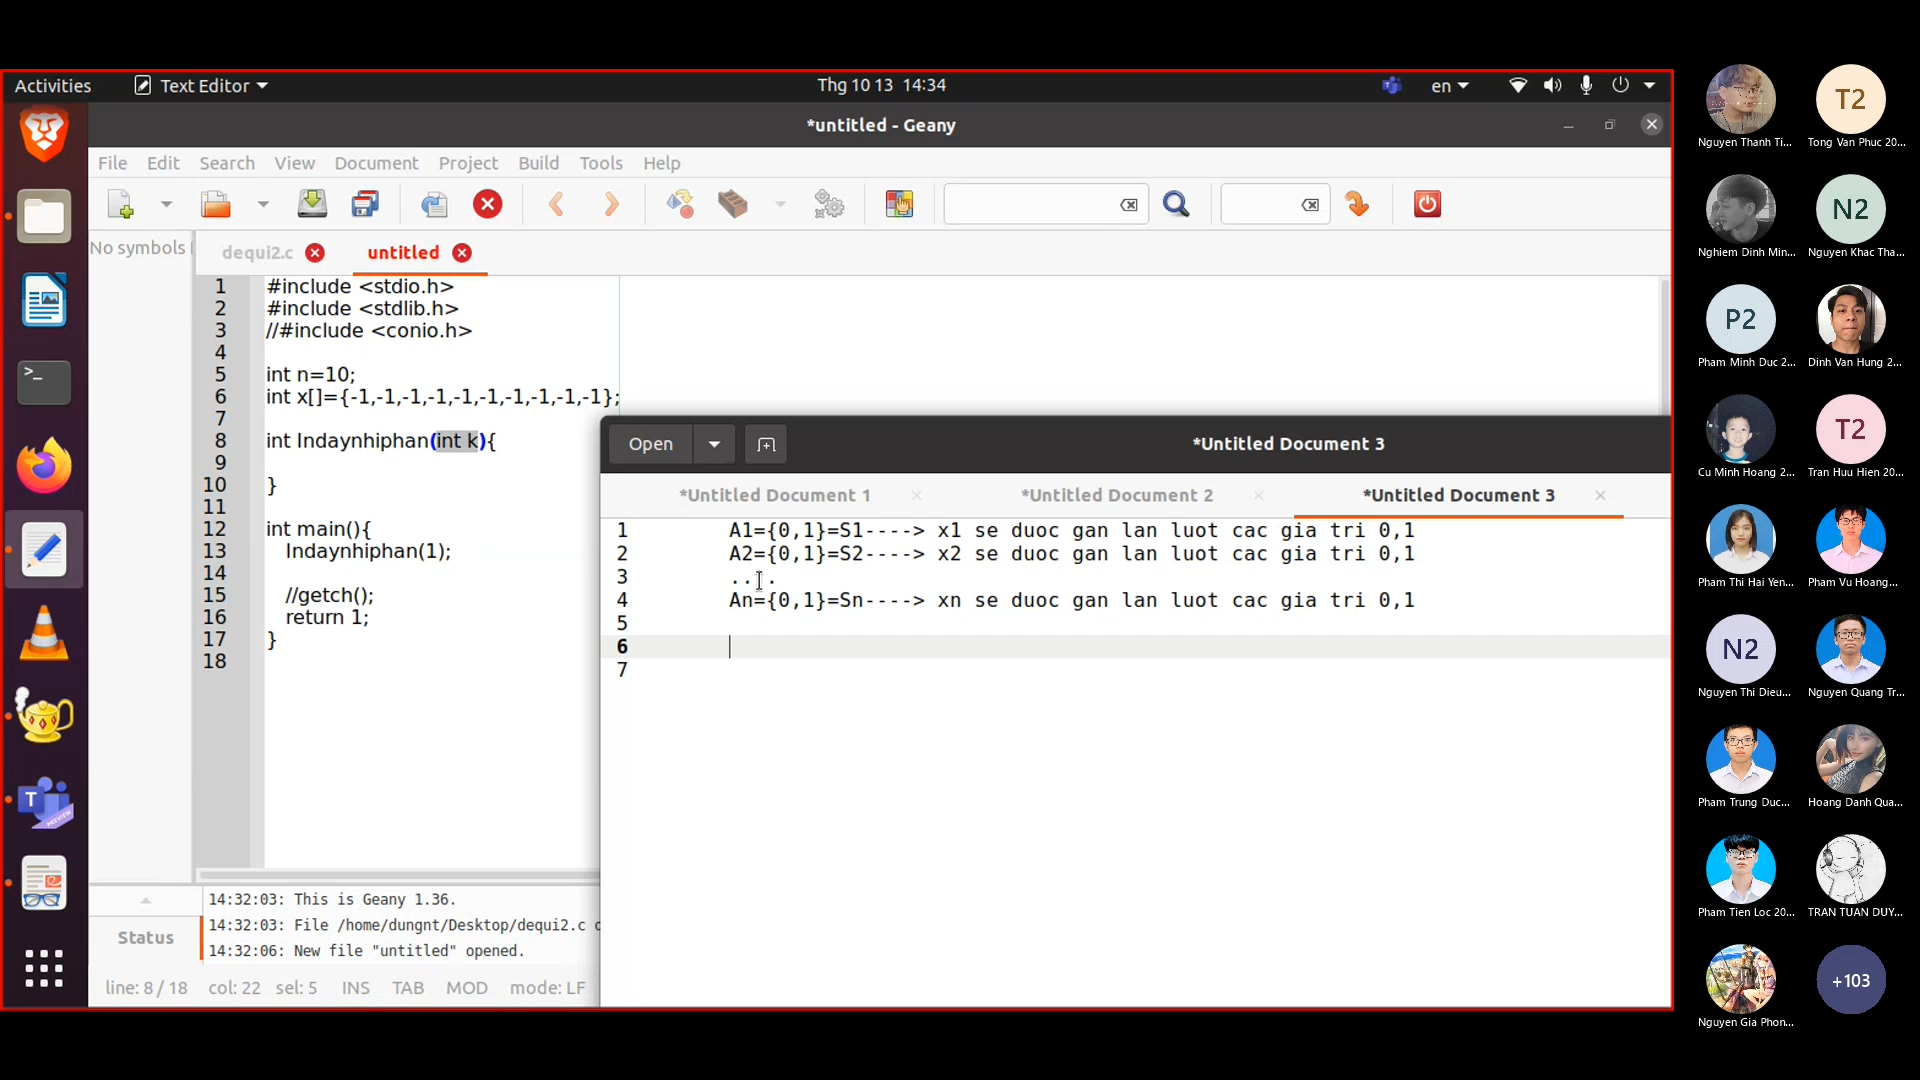 Activities
Text Editor
Thg 10 13 14:34
en
*untitled - Geany
File Edit Search View Document Project Build Tools Help
No symbols
dequi2.c
untitled
1 #include <stdio.h>
2 #include <stdlib.h>
3 //#include <conio.h>
4
5 int n=10;
6 int x[]={-1,-1,-1,-1,-1,-1,-1,-1,-1,-1};
7
8 int Indaynhiphan(int k){
9
10 }
11
12 int main(){
13 Indaynhiphan(1);
14
15 //getch();
16 return 1;
17 }
18
Open
*Untitled Document 3
*Untitled Document 1
*Untitled Document 2
*Untitled Document 3
1 A1={0,1}=S1----> x1 se duoc gan lan luot cac gia tri 0,1
2 A2={0,1}=S2----> x2 se duoc gan lan luot cac gia tri 0,1
3 ....
4 An={0,1}=Sn----> xn se duoc gan lan luot cac gia tri 0,1
5
6
7
Status
14:32:03: This is Geany 1.36.
14:32:03: File /home/dungnt/Desktop/dequi2.c
14:32:06: New file "untitled" opened.
line: 8 / 18 col: 22 sel: 5 INS TAB MOD mode: LF
T
PREVIEW
T2
Nguyen Thanh Ti...
Tong Van Phuc 20...
N2
Nghiem Dinh Min...
Nguyen Khac Tha...
P2
Pham Minh Duc 2...
Dinh Van Hung 2...
T2
Cu Minh Hoang 2...
Tran Huu Hien 20...
Pham Thi Hai Yen...
Pham Vu Hoang...
N2
Nguyen Thi Dieu...
Nguyen Quang Tr...
Pham Trung Duc...
Hoang Danh Qua...
Pham Tien Loc 20...
TRAN TUAN DUY...
+103
Nguyen Gia Phon...